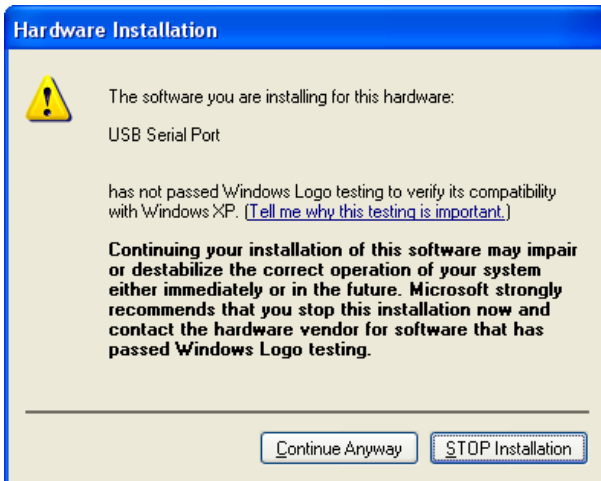 Hardware Installation
The software you are installing for this hardware:
USB Serial Port
has not passed Windows Logo testing to verify its compatibility
with Windows XP. (Tell me why this testing is important.)
Continuing your installation of this software may impair
or destabilize the correct operation of your system
either immediately or in the future. Microsoft strongly
recommends that you stop this installation now and
contact the hardware vendor for software that has
passed Windows Logo testing.
Continue Anyway STOP Installation